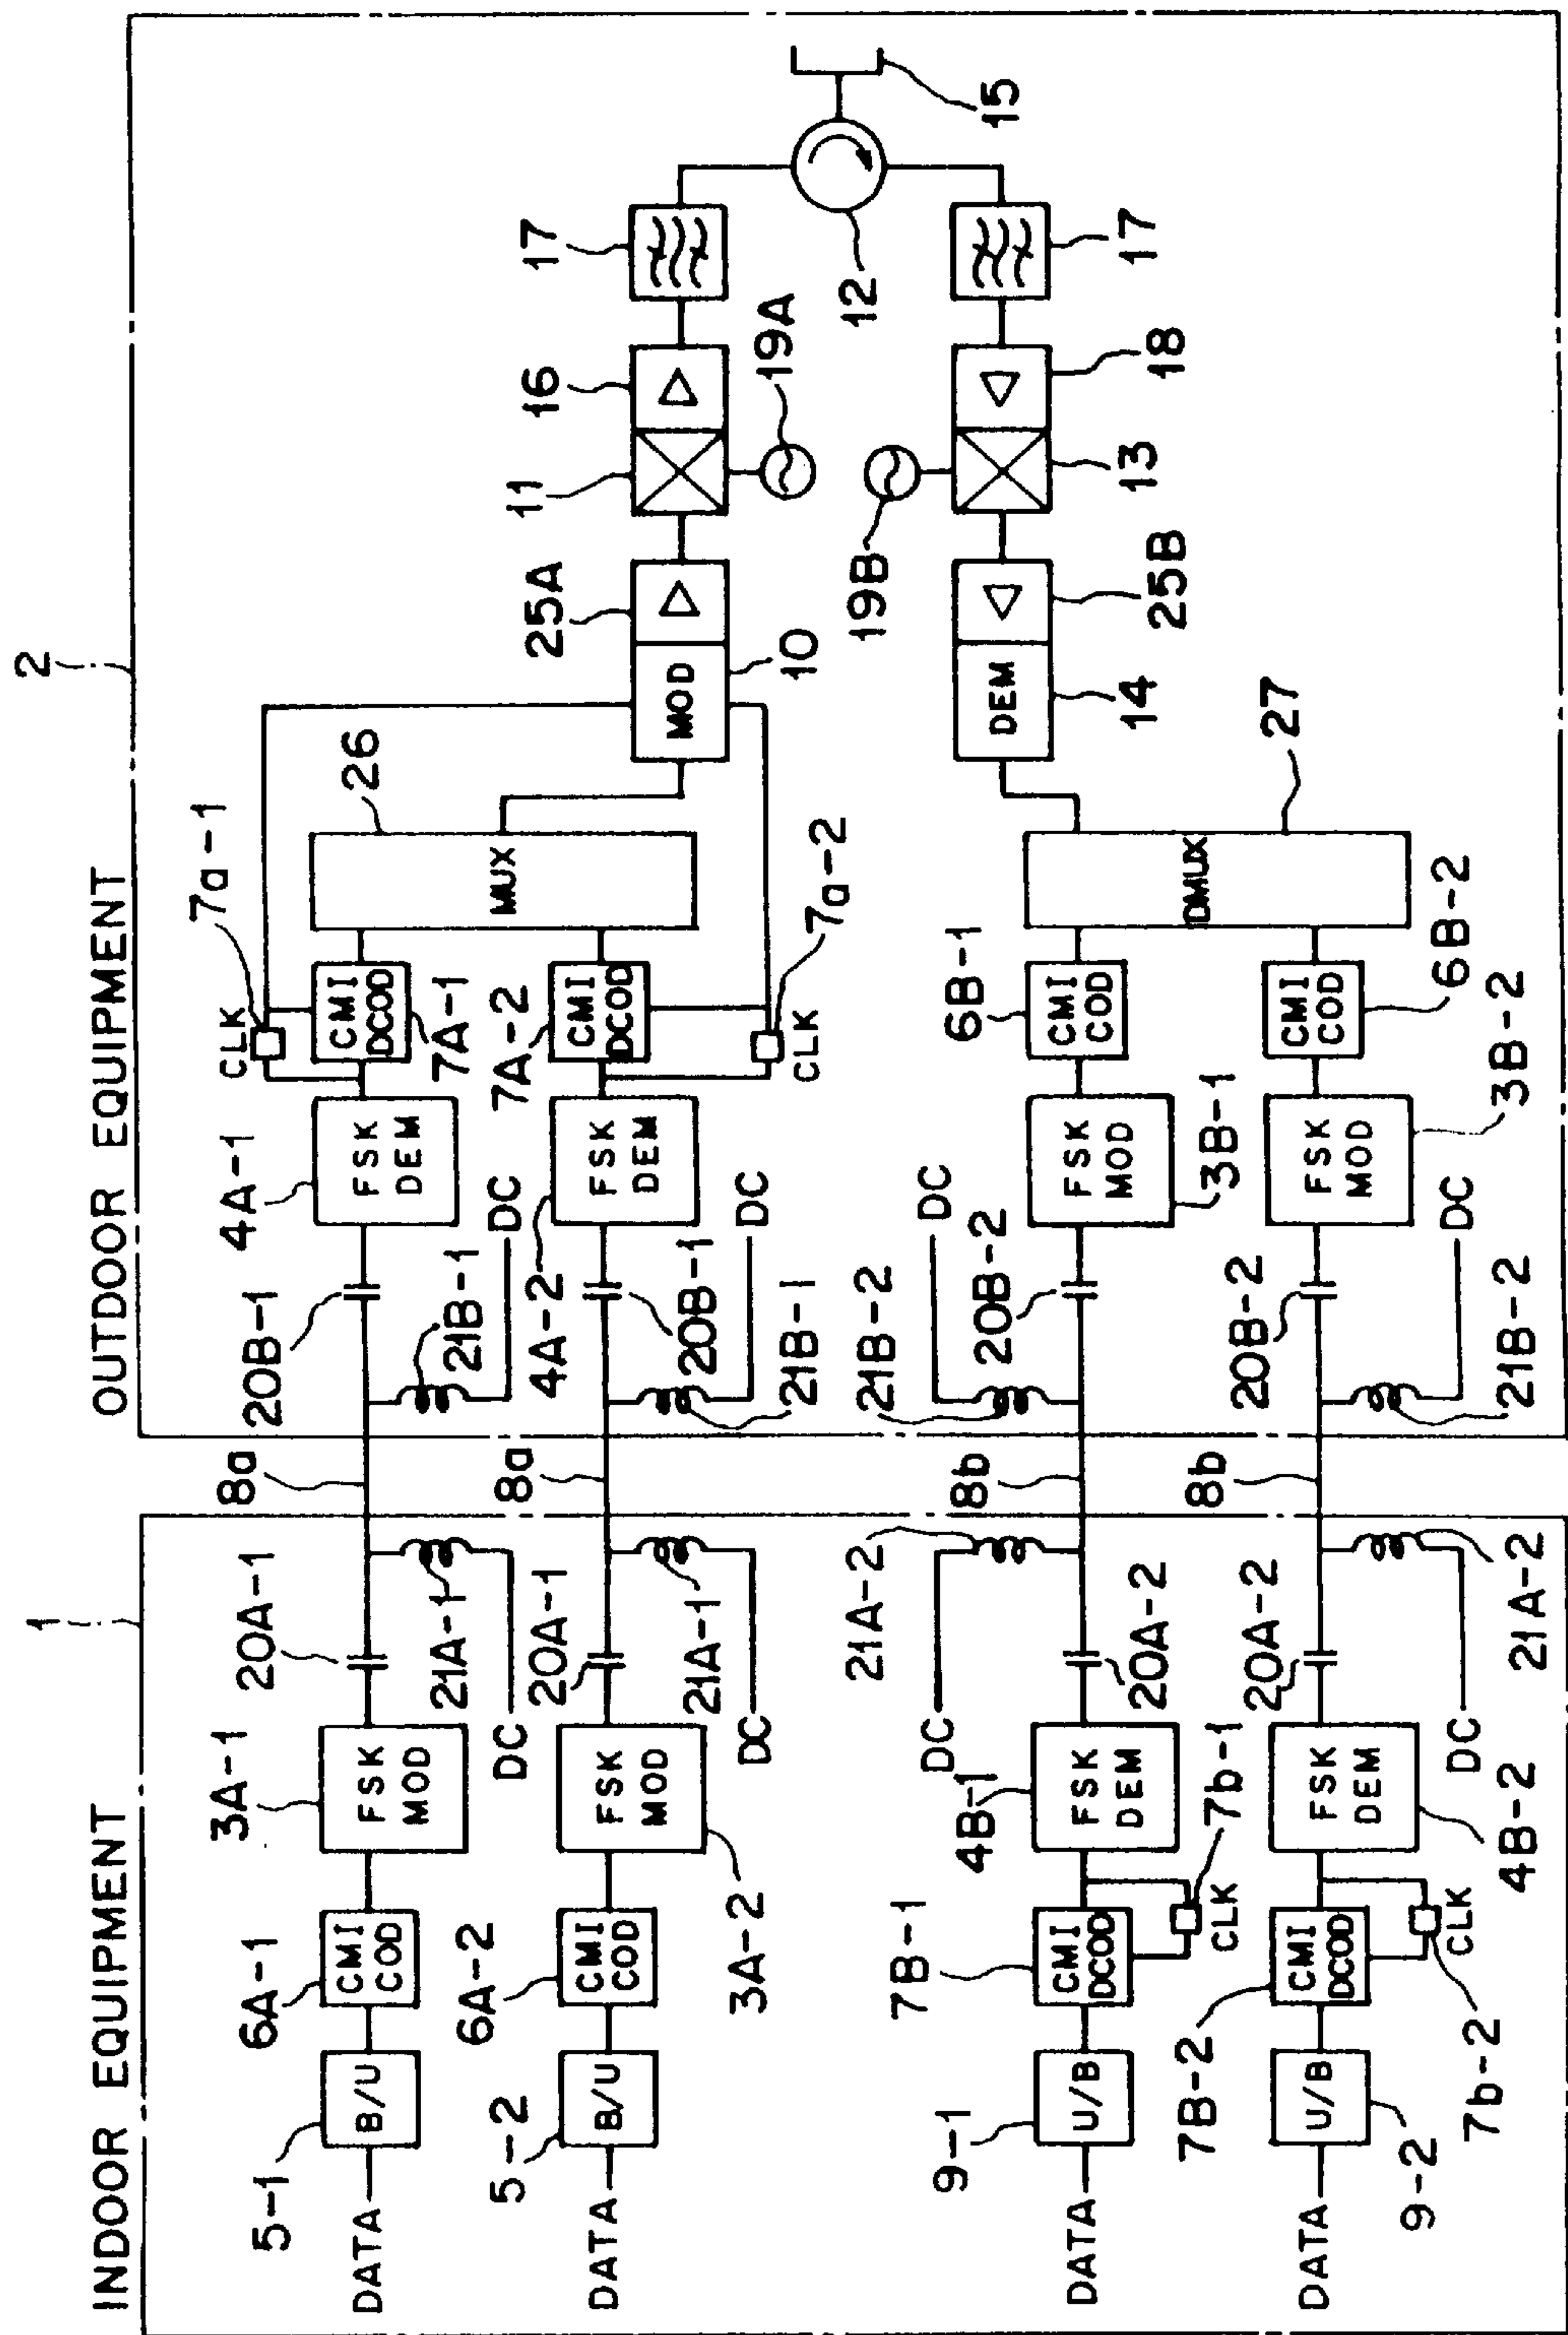 INDOOR EQUIPMENT
1
OUTDOOR EQUIPMENT
2
DATA
5-1
B/U
6A-1
CMI
COD
3A-1
FSK
MOD
20A-1
21A-1
DC
8a
20B-1
21B-1
DC
4A-1
FSK
DEM
CLK
7a-1
CMI
DCOD
7A-1
26
MUX
DATA
5-2
B/U
6A-2
CMI
COD
3A-2
FSK
MOD
20A-1
21A-1
DC
8a
20B-1
21B-1
DC
4A-2
FSK
DEM
7A-2
CMI
DCOD
CLK
7a-2
MOD
10
25A
11
16
19A
17
12
15
DATA
9-1
U/B
7B-1
CMI
DCOD
CLK
7b-1
4B-1
FSK
DEM
20A-2
21A-2
DC
8b
21B-2
DC
20B-2
FSK
MOD
3B-1
6B-1
CMI
COD
DMUX
27
DEM
14
25B
19B
13
18
17
DATA
9-2
U/B
7B-2
CMI
DCOD
CLK
7b-2
4B-2
FSK
DEM
20A-2
21A-2
DC
8b
20B-2
21B-2
DC
FSK
MOD
3B-2
CMI
COD
6B-2